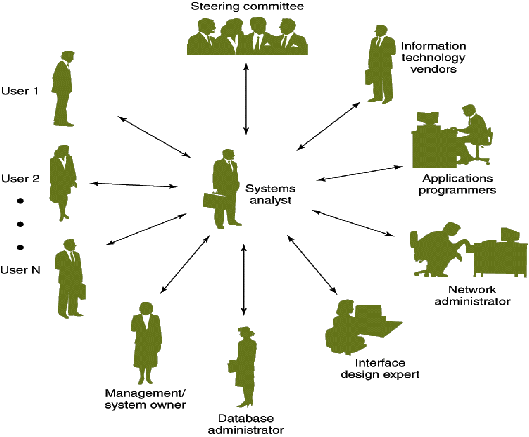 Steering committee
Information
technology
vendors
User 1
Applications
programmers
User 2
Systems
analyst
User N
Network
administrator
Interface
design expert
Management/
system owner
Database
administrator